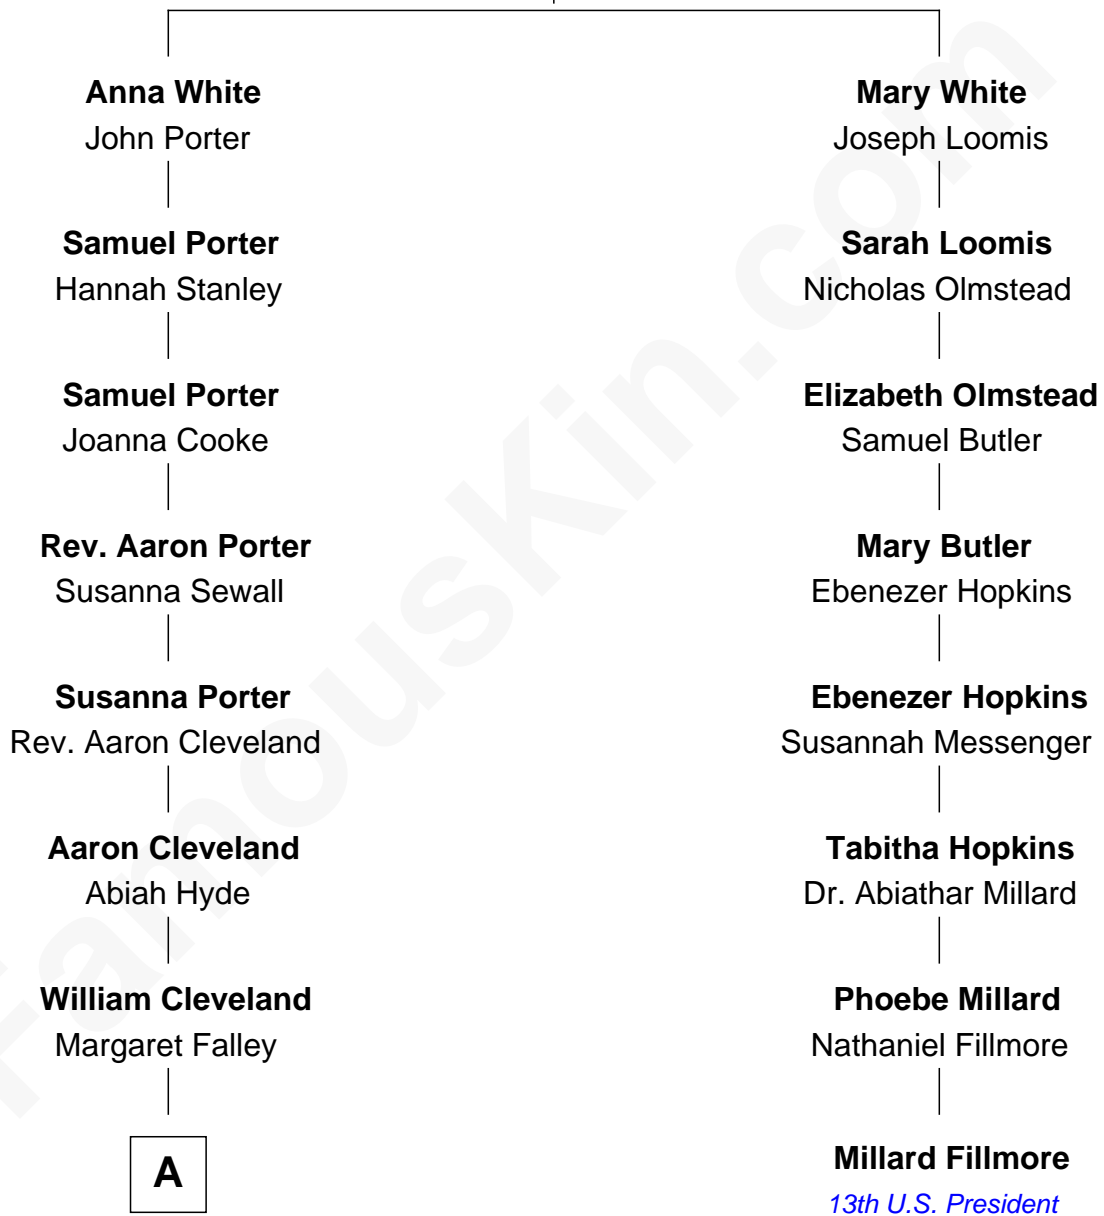 Anna White
John Porter
Samuel Porter
Hannah Stanley
Samuel Porter
Joanna Cooke
Rev. Aaron Porter
Susanna Sewall
Susanna Porter
Rev. Aaron Cleveland
Aaron Cleveland
Abiah Hyde
William Cleveland
Margaret Falley
A
Mary White
Joseph Loomis
Sarah Loomis
Nicholas Olmstead
Elizabeth Olmstead
Samuel Butler
Mary Butler
Ebenezer Hopkins
Ebenezer Hopkins
Susannah Messenger
Tabitha Hopkins
Dr. Abiathar Millard
Phoebe Millard
Nathaniel Fillmore
Millard Fillmore
13th U.S. President
FamousKin.com